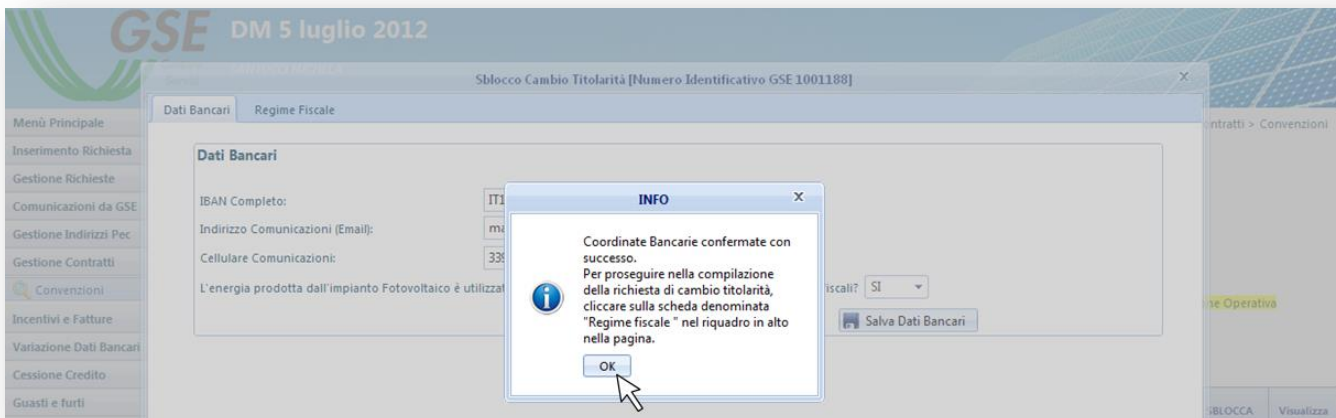 GSE DM 5 luglio 2012
Sblocco Cambio Titolarità [Numero Identificativo GSE 1001188] X
Dati Bancari Regime Fiscale
Menù Principale
ntratti > Convenzioni
Inserimento Richiesta
Dati Bancari
Gestione Richieste
IBAN Completo: IT1
INFO X
Comunicazioni da GSE
Indirizzo Comunicazioni (Email): ma
Gestione Indirizzi Pec
Cellulare Comunicazioni: 339
Gestione Contratti
Coordinate Bancarie confermate con
successo.
Per proseguire nella compilazione
della richiesta di cambio titolarità,
cliccare sulla scheda denominata
"Regime fiscale " nel riquadro in alto
nella pagina.
OK
Convenzioni
L'energia prodotta dall'impianto Fotovoltaico è utilizzat
iscali? SI
Incentivi e Fatture
ne Operativa
Salva Dati Bancari
Variazione Dati Bancari
Cessione Credito
Guasti e furti
SBLOCCA Visualizza